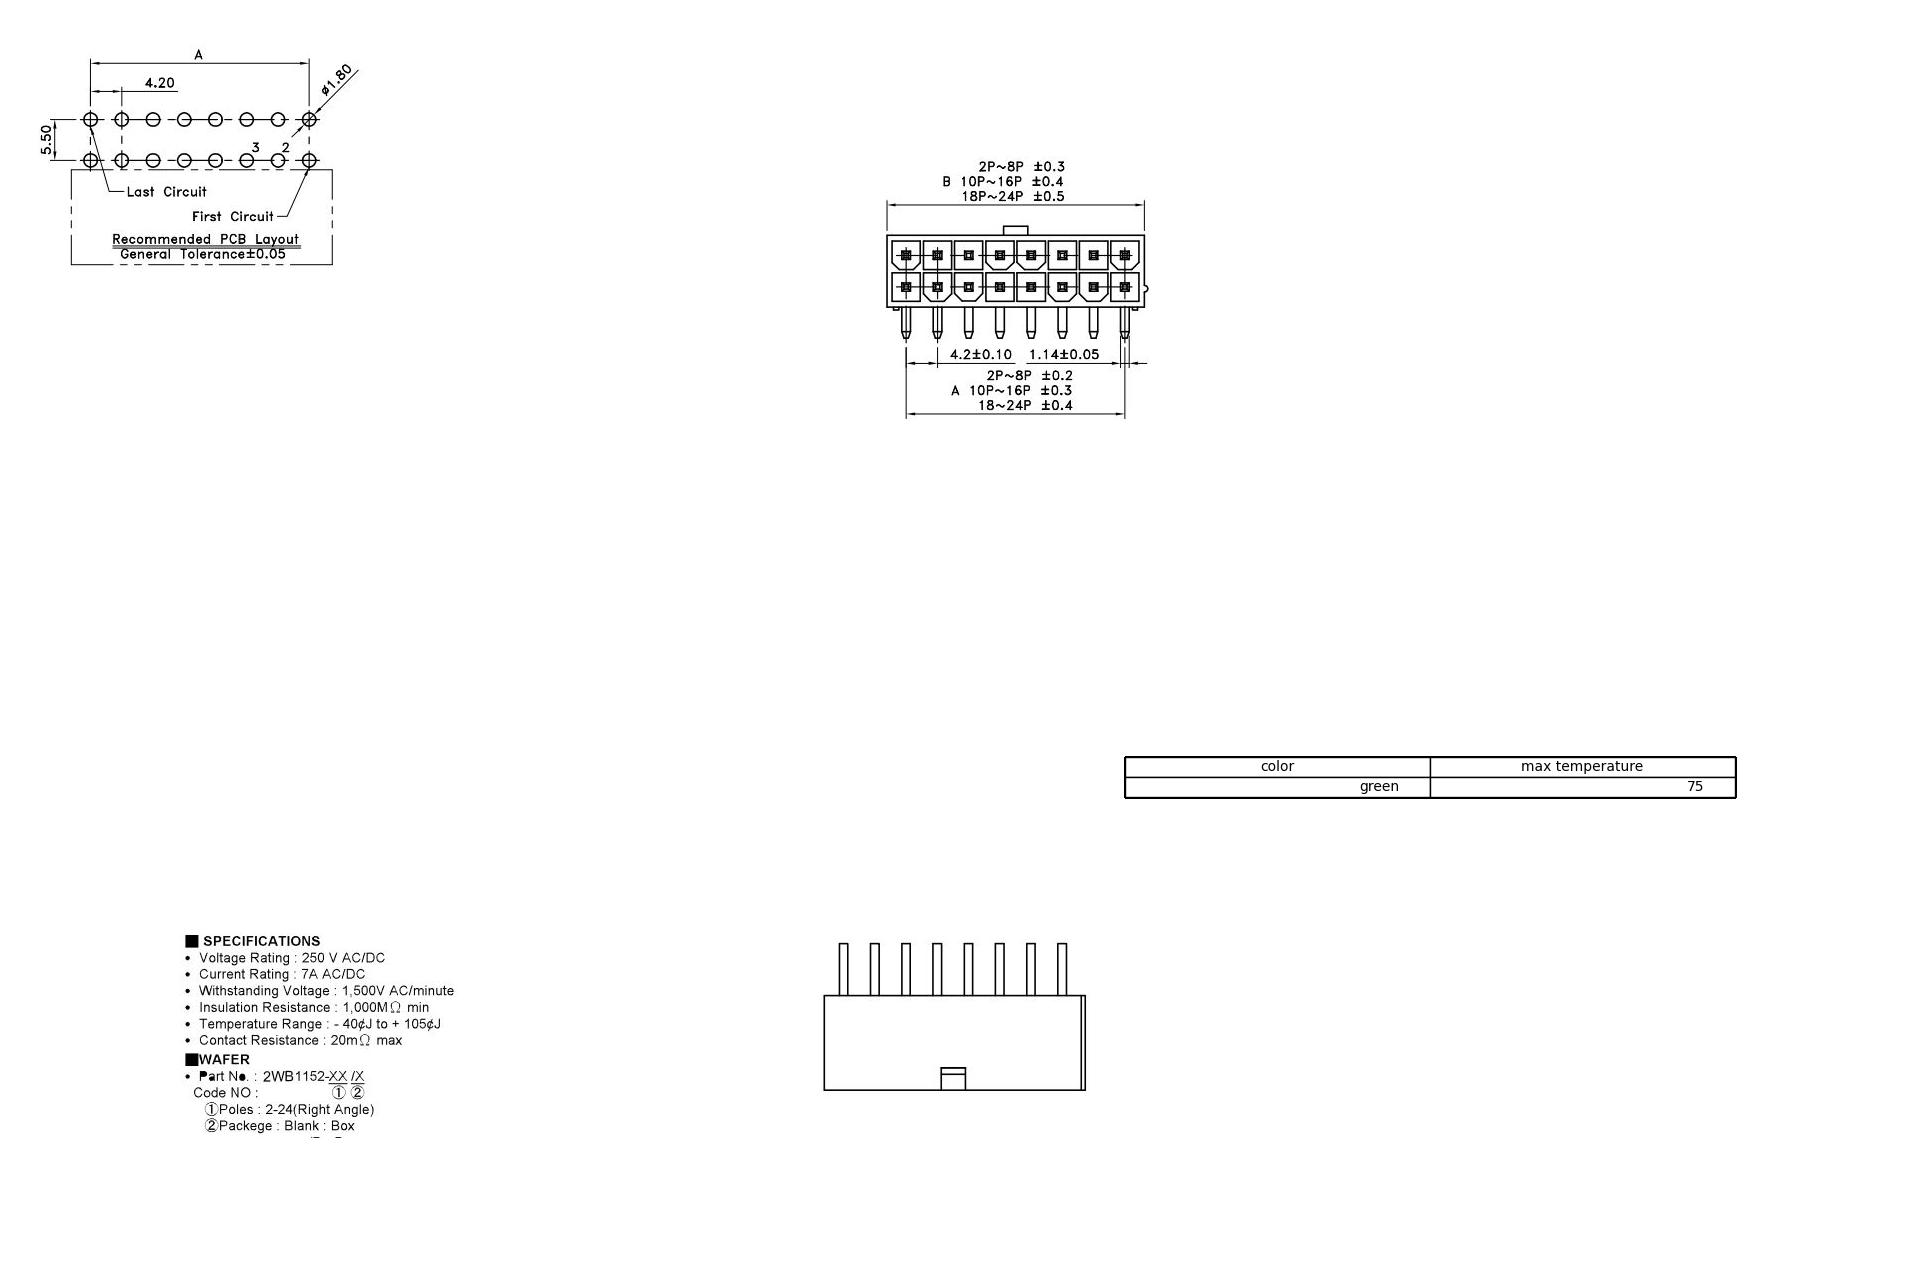 A
4.20
ø1.80
5.50
3 2
Last Circuit
First Circuit
Recommended PCB Layout
General Tolerance±0.05
2P~8P ±0.3
B 10P~16P ±0.4
18P~24P ±0.5
4.2±0.10 1.14±0.05
2P~8P ±0.2
A 10P~16P ±0.3
18~24P ±0.4
color max temperature
green 75
■ SPECIFICATIONS
• Voltage Rating : 250 V AC/DC
• Current Rating : 7A AC/DC
• Withstanding Voltage : 1,500V AC/minute
• Insulation Resistance : 1,000MΩ min
• Temperature Range : - 40¢J to + 105¢J
• Contact Resistance : 20mΩ max
■WAFER
• Part No. : 2WB1152-XX /X
Code NO : ① ②
①Poles : 2-24(Right Angle)
②Packege : Blank : Box